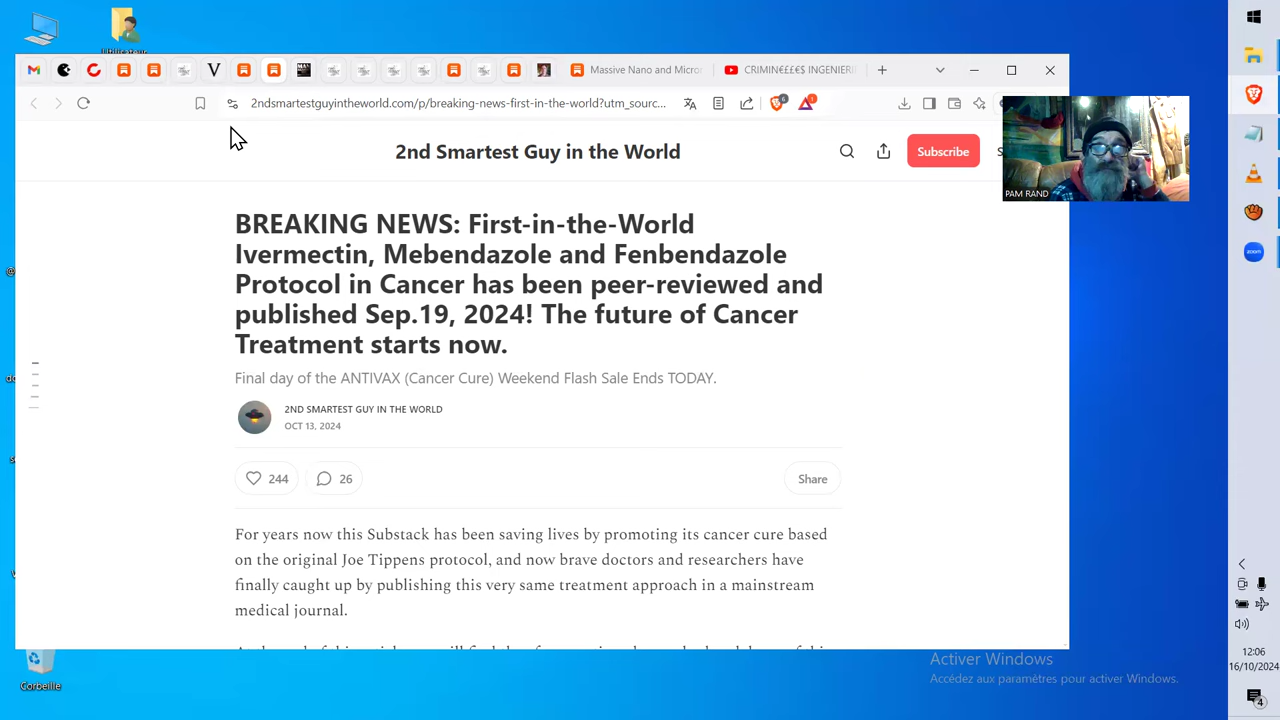 Utilisateur
Massive Nano and Micro
CRIMIN€££€$ INGENIERI
2ndsmartestguyintheworld.com/p/breaking-news-first-in-the-world?utm_sourc...
6
1
2nd Smartest Guy in the World
Subscribe
PAM RAND
BREAKING NEWS: First-in-the-World
Ivermectin, Mebendazole and Fenbendazole
Protocol in Cancer has been peer-reviewed and
published Sep.19, 2024! The future of Cancer
Treatment starts now.
Final day of the ANTIVAX (Cancer Cure) Weekend Flash Sale Ends TODAY.
2ND SMARTEST GUY IN THE WORLD
OCT 13, 2024
244
26
Share
For years now this Substack has been saving lives by promoting its cancer cure based
on the original Joe Tippens protocol, and now brave doctors and researchers have
finally caught up by publishing this very same treatment approach in a mainstream
medical journal.
Activer Windows
Accédez aux paramètres pour activer Windows.
Corbeille
zoom
12:06
16/10/2024
4